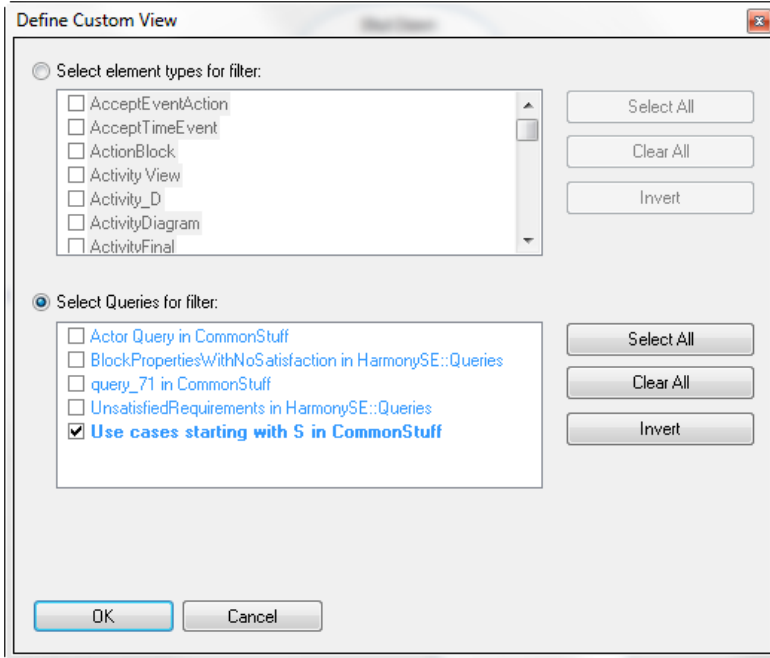 Define Custom View
Select element types for filter:
AcceptEventAction
AcceptTimeEvent
ActionBlock
Activity View
Activity_D
ActivityDiagram
ActivityFinal
Select All
Clear All
Invert
Select Queries for filter:
Actor Query in CommonStuff
BlockPropertiesWithNoSatisfaction in HarmonySE::Queries
query_71 in CommonStuff
UnsatisfiedRequirements in HarmonySE::Queries
Use cases starting with S in CommonStuff
Select All
Clear All
Invert
OK
Cancel